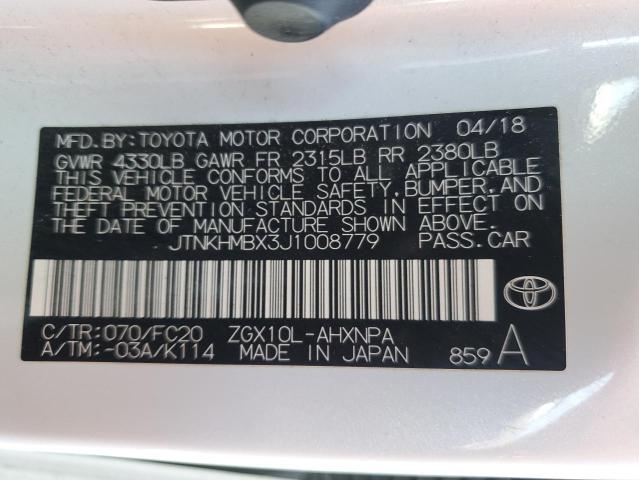 MFD. BY: TOYOTA MOTOR CORPORATION 04/18
GVWR 4330LB GAWR FR 2315LB RR 2380LB
THIS VEHICLE CONFORMS TO ALL APPLICABLE
FEDERAL MOTOR VEHICLE SAFETY, BUMPER, AND
THEFT PREVENTION STANDARDS IN EFFECT ON
THE DATE OF MANUFACTURE SHOWN ABOVE.
JTNKHMBX3J1008779 PASS. CAR
C/TR: 070/FC20 ZGX10L-AHXNPA
A/TM: -03A/K114 MADE IN JAPAN 859 A